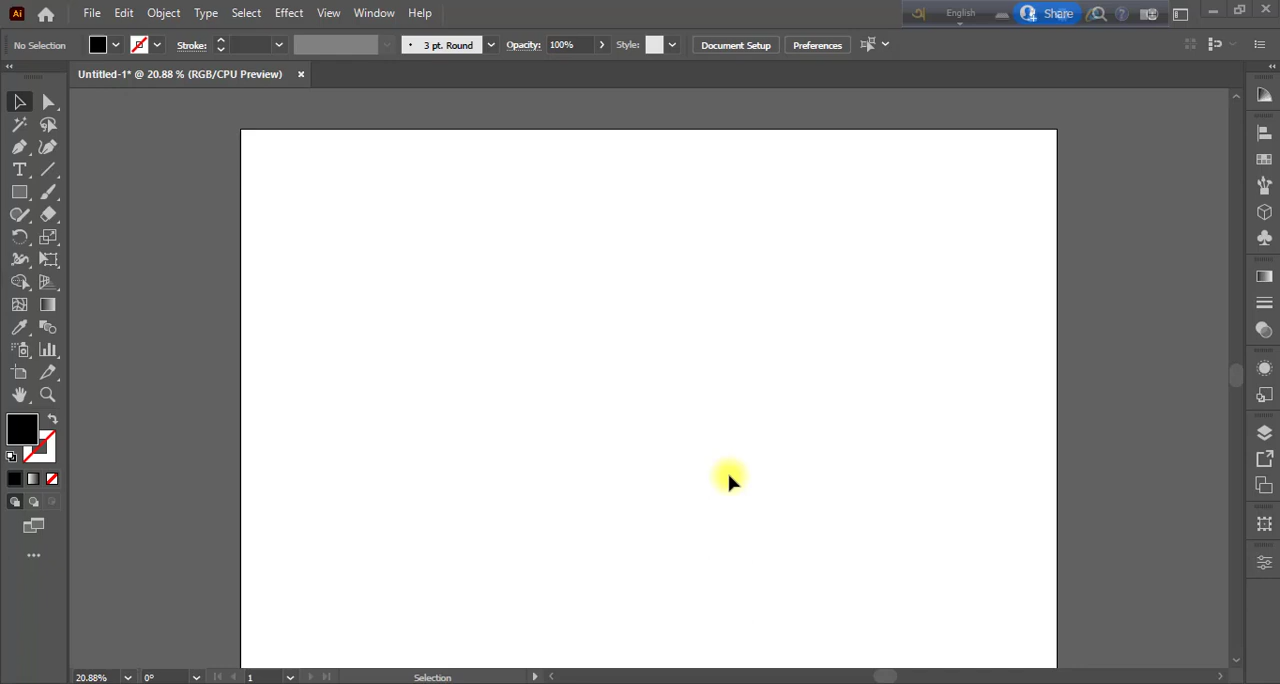 Ai File Edit Object Type Select Effect View Window Help English Share
No Selection Stroke: 3 pt. Round Opacity: 100% Style: Document Setup Preferences
Untitled-1* @ 20.88 % (RGB/CPU Preview) ×
20.88% 0° 1 Selection